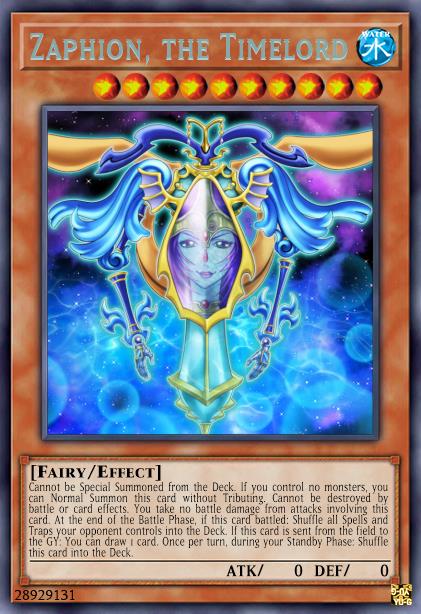 Zaphion, the Timelord
WATER
水
[Fairy/Effect]
Cannot be Special Summoned from the Deck. If you control no monsters, you
can Normal Summon this card without Tributing. Cannot be destroyed by
battle or card effects. You take no battle damage from attacks involving this
card. At the end of the Battle Phase, if this card battled: Shuffle all Spells and
Traps your opponent controls into the Deck. If this card is sent from the field to
the GY: You can draw 1 card. Once per turn, during your Standby Phase: Shuffle
this card into the Deck.
ATK/ 0 DEF/ 0
28929131